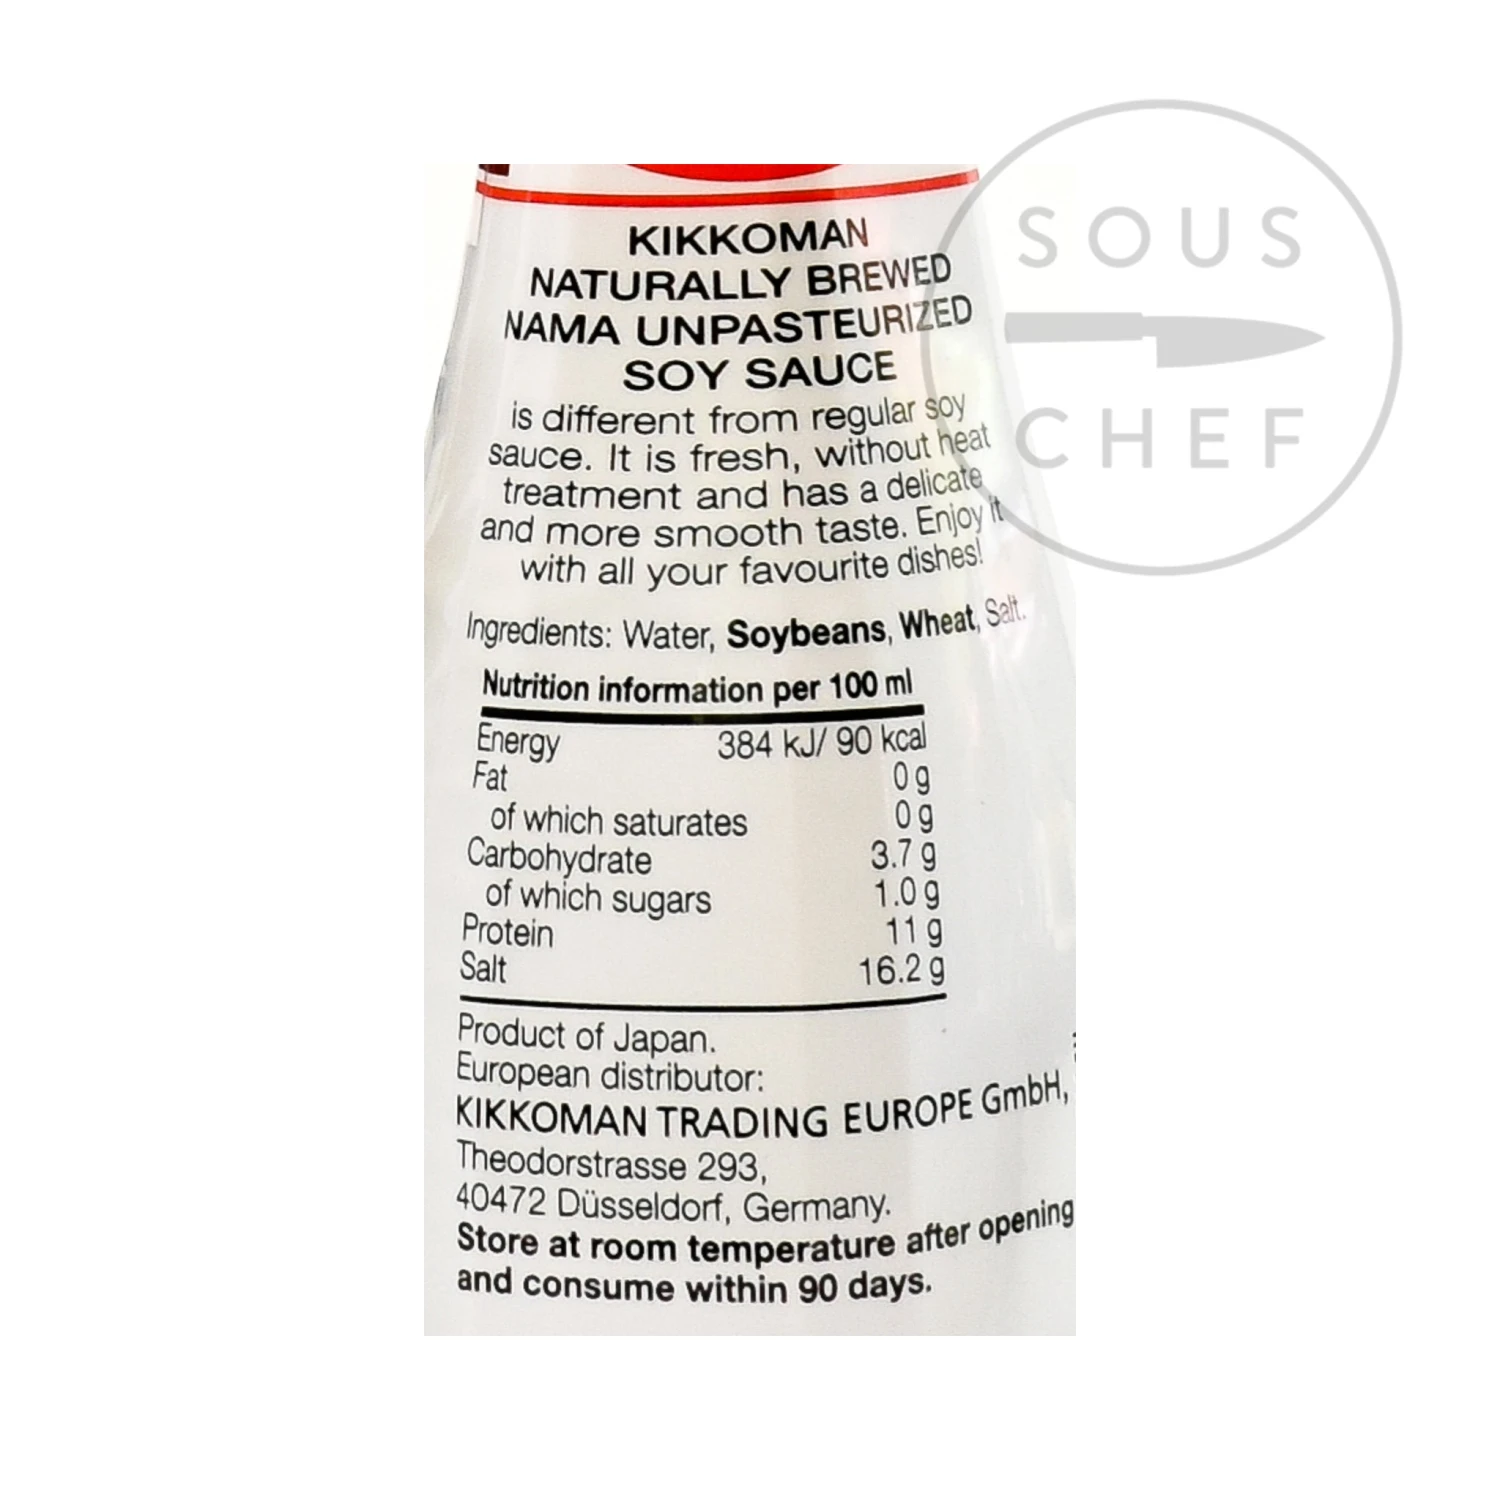 KIKKOMAN
NATURALLY BREWED
NAMA UNPASTEURIZED
SOY SAUCE
is different from regular soy
sauce. It is fresh, without heat
treatment and has a delicate
and more smooth taste. Enjoy it
with all your favourite dishes!
Ingredients: Water, Soybeans, Wheat, Salt.
Nutrition information per 100 ml
Energy 384 kJ/ 90 kcal
Fat 0 g
of which saturates 0 g
Carbohydrate 3.7 g
of which sugars 1.0 g
Protein 11 g
Salt 16.2 g
Product of Japan.
European distributor:
KIKKOMAN TRADING EUROPE GmbH,
Theodorstrasse 293,
40472 Düsseldorf, Germany.
Store at room temperature after opening
and consume within 90 days.
SOUS
CHEF